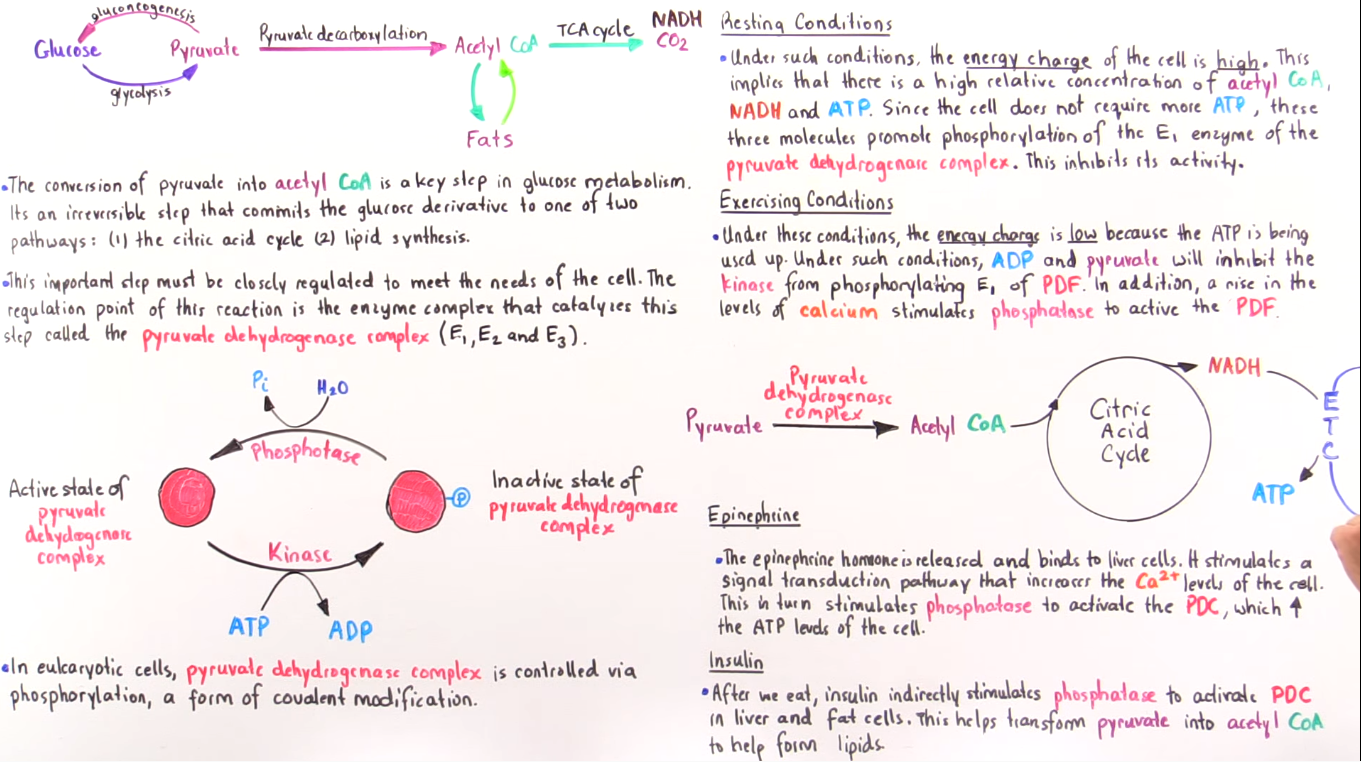 gluconeogenesis
Glucose
Pyruvate
glycolysis
Pyruvate decarboxylation
Acetyl CoA
TCA cycle
NADH
CO2
Fats
•The conversion of pyruvate into acetyl CoA is a key step in glucose metabolism.
Its an irreversible step that commits the glucose derivative to one of two
pathways: (1) the citric acid cycle (2) lipid synthesis.
•This important step must be closely regulated to meet the needs of the cell. The
regulation point of this reaction is the enzyme complex that catalyzes this
step called the pyruvate dehydrogenase complex (E1, E2 and E3).
Pi
H2O
Phosphotase
Active state of
pyruvate
dehydrogenase
complex
P
Inactive state of
pyruvate dehydrogenase
complex
Kinase
ATP
ADP
•In eukaryotic cells, pyruvate dehydrogenase complex is controlled via
phosphorylation, a form of covalent modification.
Resting Conditions
•Under such conditions, the energy charge of the cell is high. This
implies that there is a high relative concentration of acetyl CoA,
NADH and ATP. Since the cell does not require more ATP, these
three molecules promote phosphorylation of the E1 enzyme of the
pyruvate dehydrogenase complex. This inhibits its activity.
Exercising Conditions
•Under these conditions, the energy charge is low because the ATP is being
used up. Under such conditions, ADP and pyruvate will inhibit the
kinase from phosphorylating E1 of PDF. In addition, a rise in the
levels of calcium stimulates phosphatase to active the PDF.
Pyruvate
Pyruvate
dehydrogenase
complex
Acetyl CoA
Citric
Acid
Cycle
NADH
E
T
C
ATP
Epinephrine
•The epinephrine hormone is released and binds to liver cells. It stimulates a
signal transduction pathway that increases the Ca2+ levels of the cell.
This in turn stimulates phosphatase to activate the PDC, which ↑
the ATP levels of the cell.
Insulin
•After we eat, insulin indirectly stimulates phosphatase to activate PDC
in liver and fat cells. This helps transform pyruvate into acetyl CoA
to help form lipids.